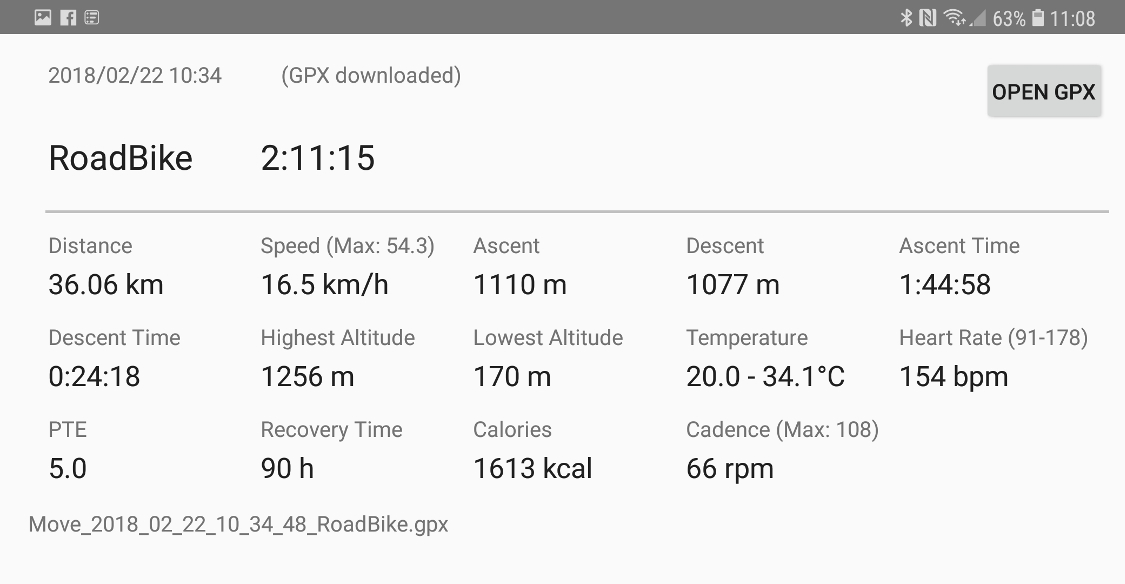 63% 11:08
2018/02/22 10:34 (GPX downloaded)
OPEN GPX
RoadBike 2:11:15
Distance Speed (Max: 54.3) Ascent Descent Ascent Time
36.06 km 16.5 km/h 1110 m 1077 m 1:44:58
Descent Time Highest Altitude Lowest Altitude Temperature Heart Rate (91-178)
0:24:18 1256 m 170 m 20.0 - 34.1°C 154 bpm
PTE Recovery Time Calories Cadence (Max: 108)
5.0 90 h 1613 kcal 66 rpm
Move_2018_02_22_10_34_48_RoadBike.gpx